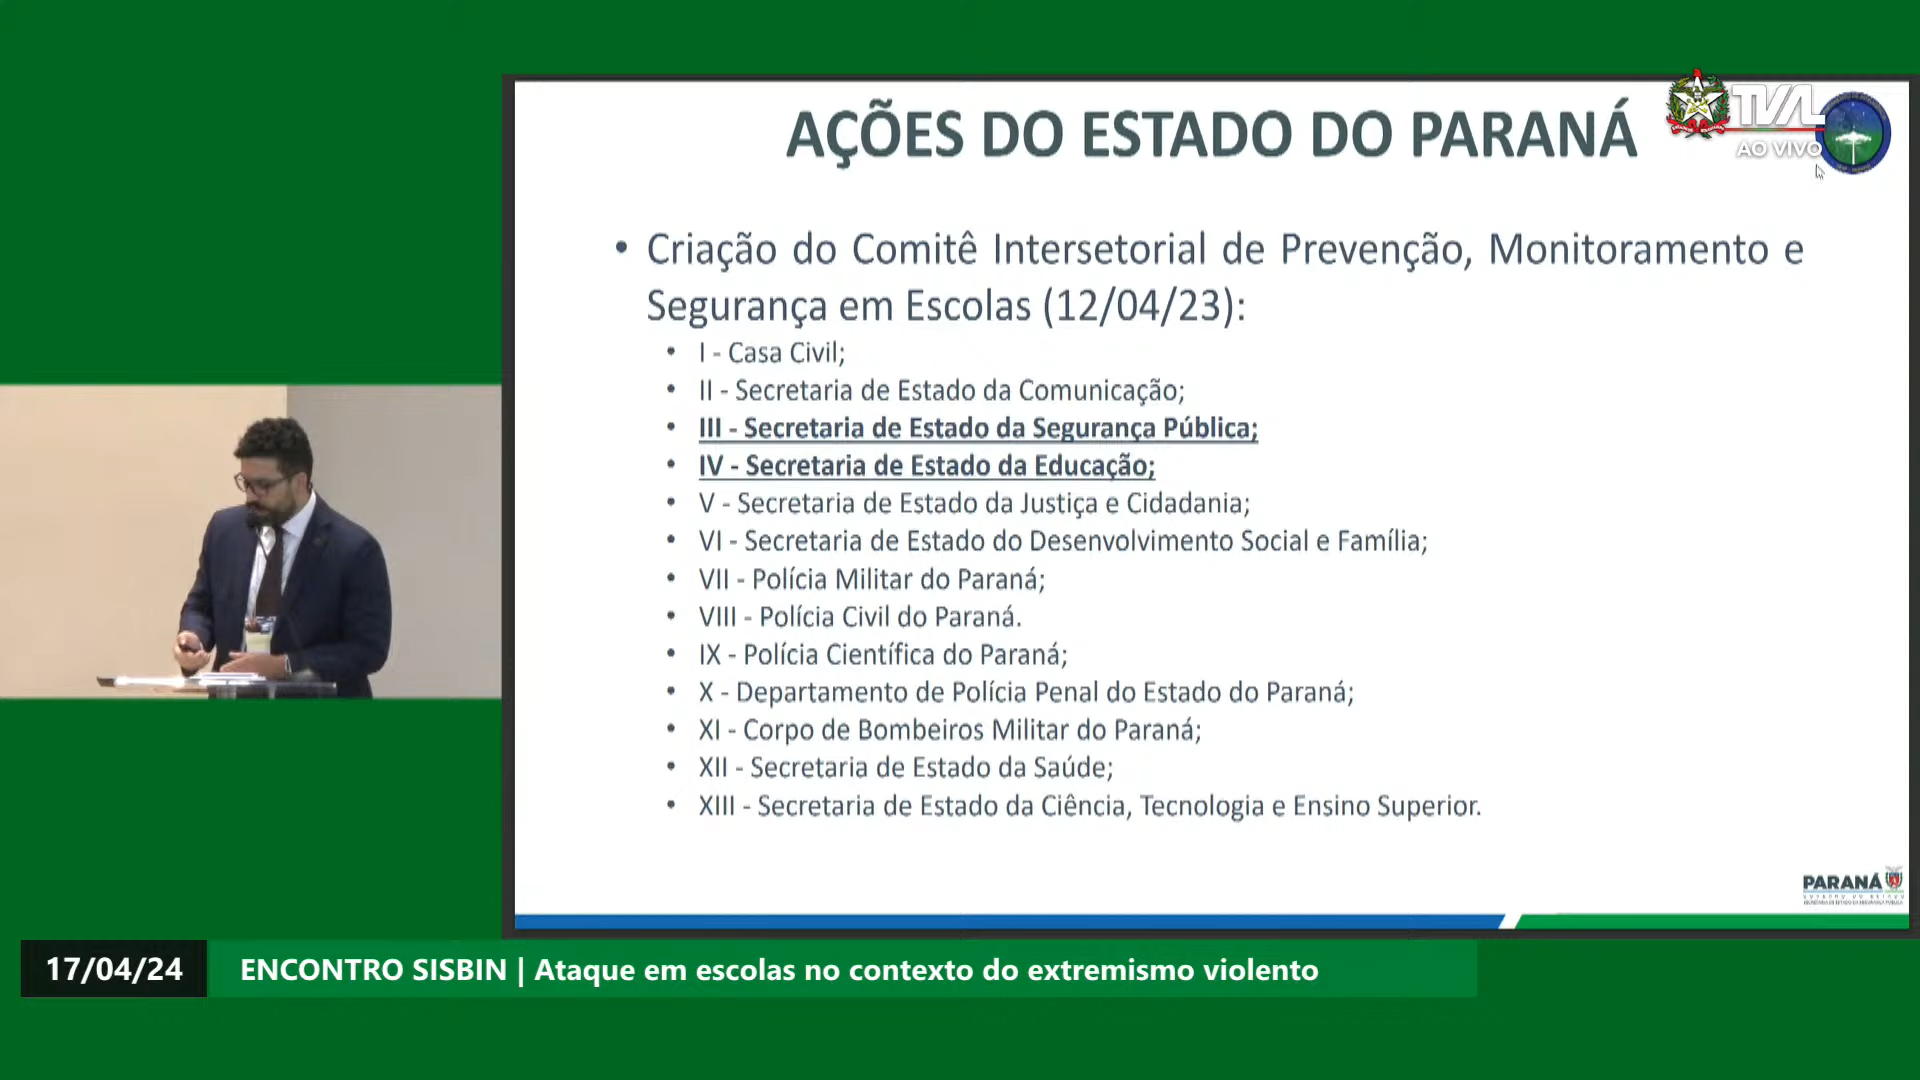 AÇÕES DO ESTADO DO PARANÁ
TVAL
AO VIVO
• Criação do Comitê Intersetorial de Prevenção, Monitoramento e
Segurança em Escolas (12/04/23):
• I - Casa Civil;
• II - Secretaria de Estado da Comunicação;
• III - Secretaria de Estado da Segurança Pública;
• IV - Secretaria de Estado da Educação;
• V - Secretaria de Estado da Justiça e Cidadania;
• VI - Secretaria de Estado do Desenvolvimento Social e Família;
• VII - Polícia Militar do Paraná;
• VIII - Polícia Civil do Paraná.
• IX - Polícia Científica do Paraná;
• X - Departamento de Polícia Penal do Estado do Paraná;
• XI - Corpo de Bombeiros Militar do Paraná;
• XII - Secretaria de Estado da Saúde;
• XIII - Secretaria de Estado da Ciência, Tecnologia e Ensino Superior.
PARANÁ
17/04/24
ENCONTRO SISBIN | Ataque em escolas no contexto do extremismo violento